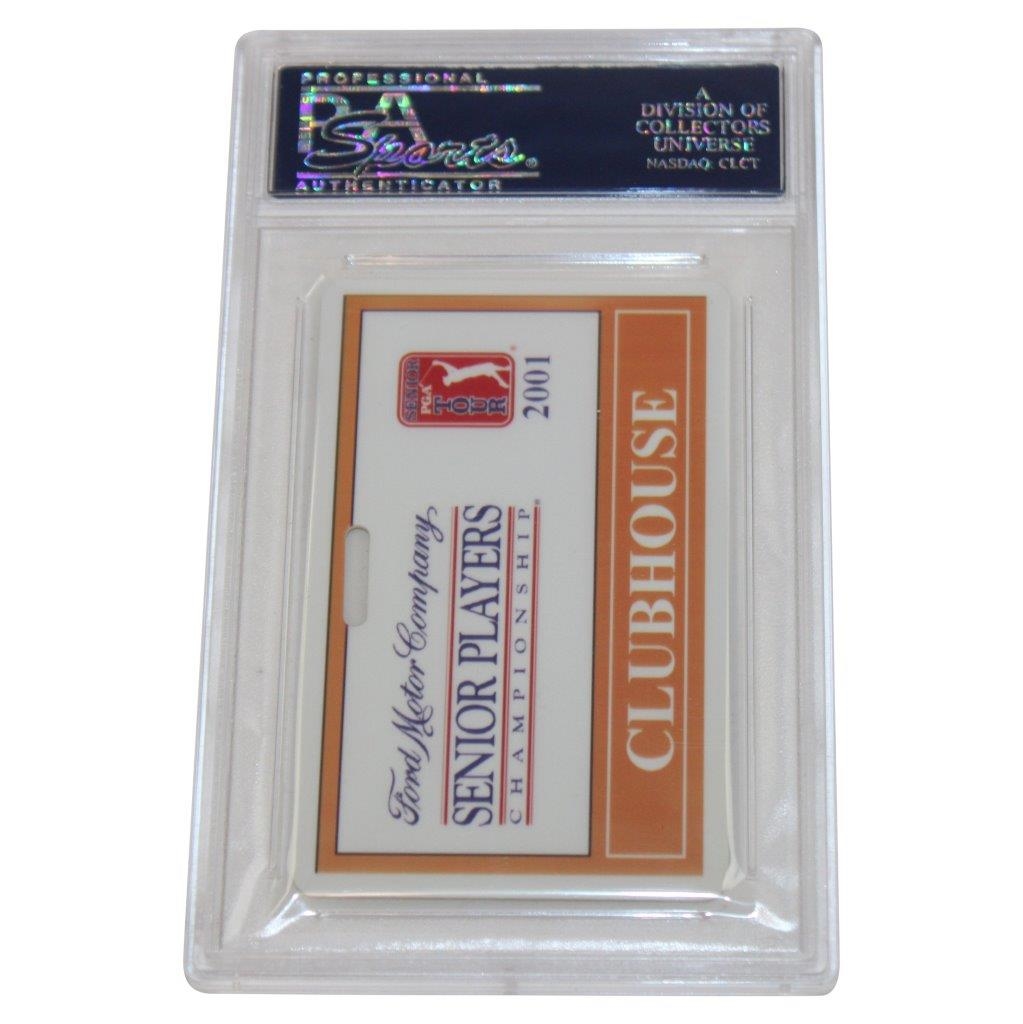 PROFESSIONAL
PSA
Sports®
AUTHENTICATOR
A
DIVISION OF
COLLECTORS
UNIVERSE
NASDAQ: CLCT
SENIOR
PGA
TOUR
2001
Ford Motor Company
SENIOR PLAYERS
CHAMPIONSHIP
CLUBHOUSE